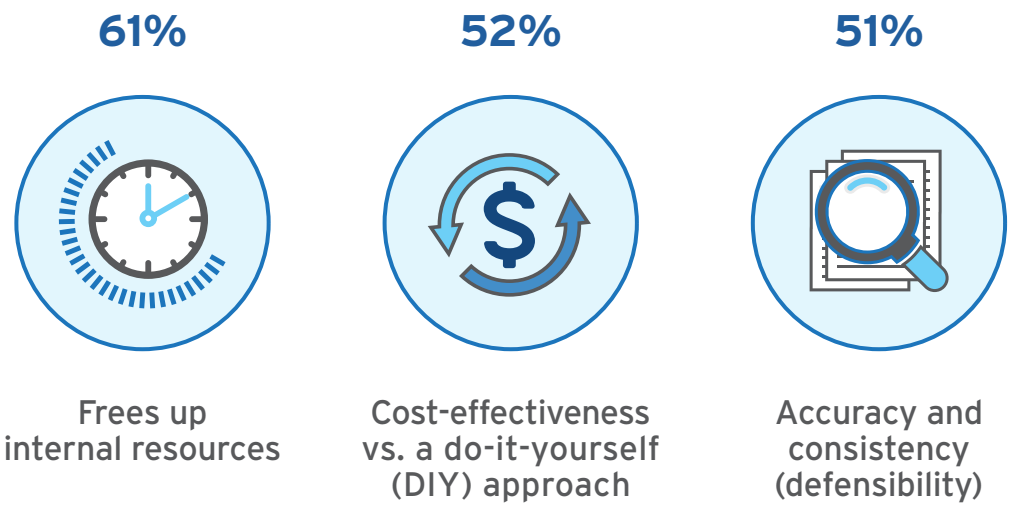 61%
52%
51%
$
Frees up
internal resources
Cost-effectiveness
vs. a do-it-yourself
(DIY) approach
Accuracy and
consistency
(defensibility)